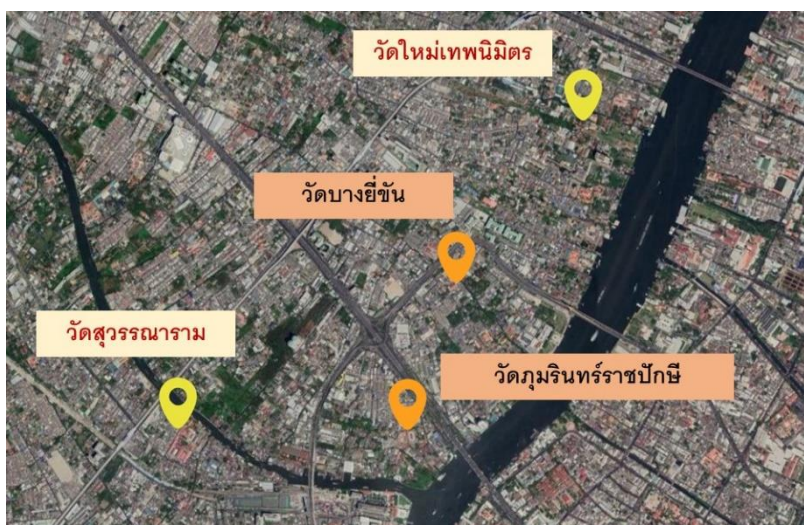 วัดใหม่เทพนิมิตร
วัดบางยี่ขัน
วัดสุวรรณาราม
วัดภุมรินทร์ราชปักษี